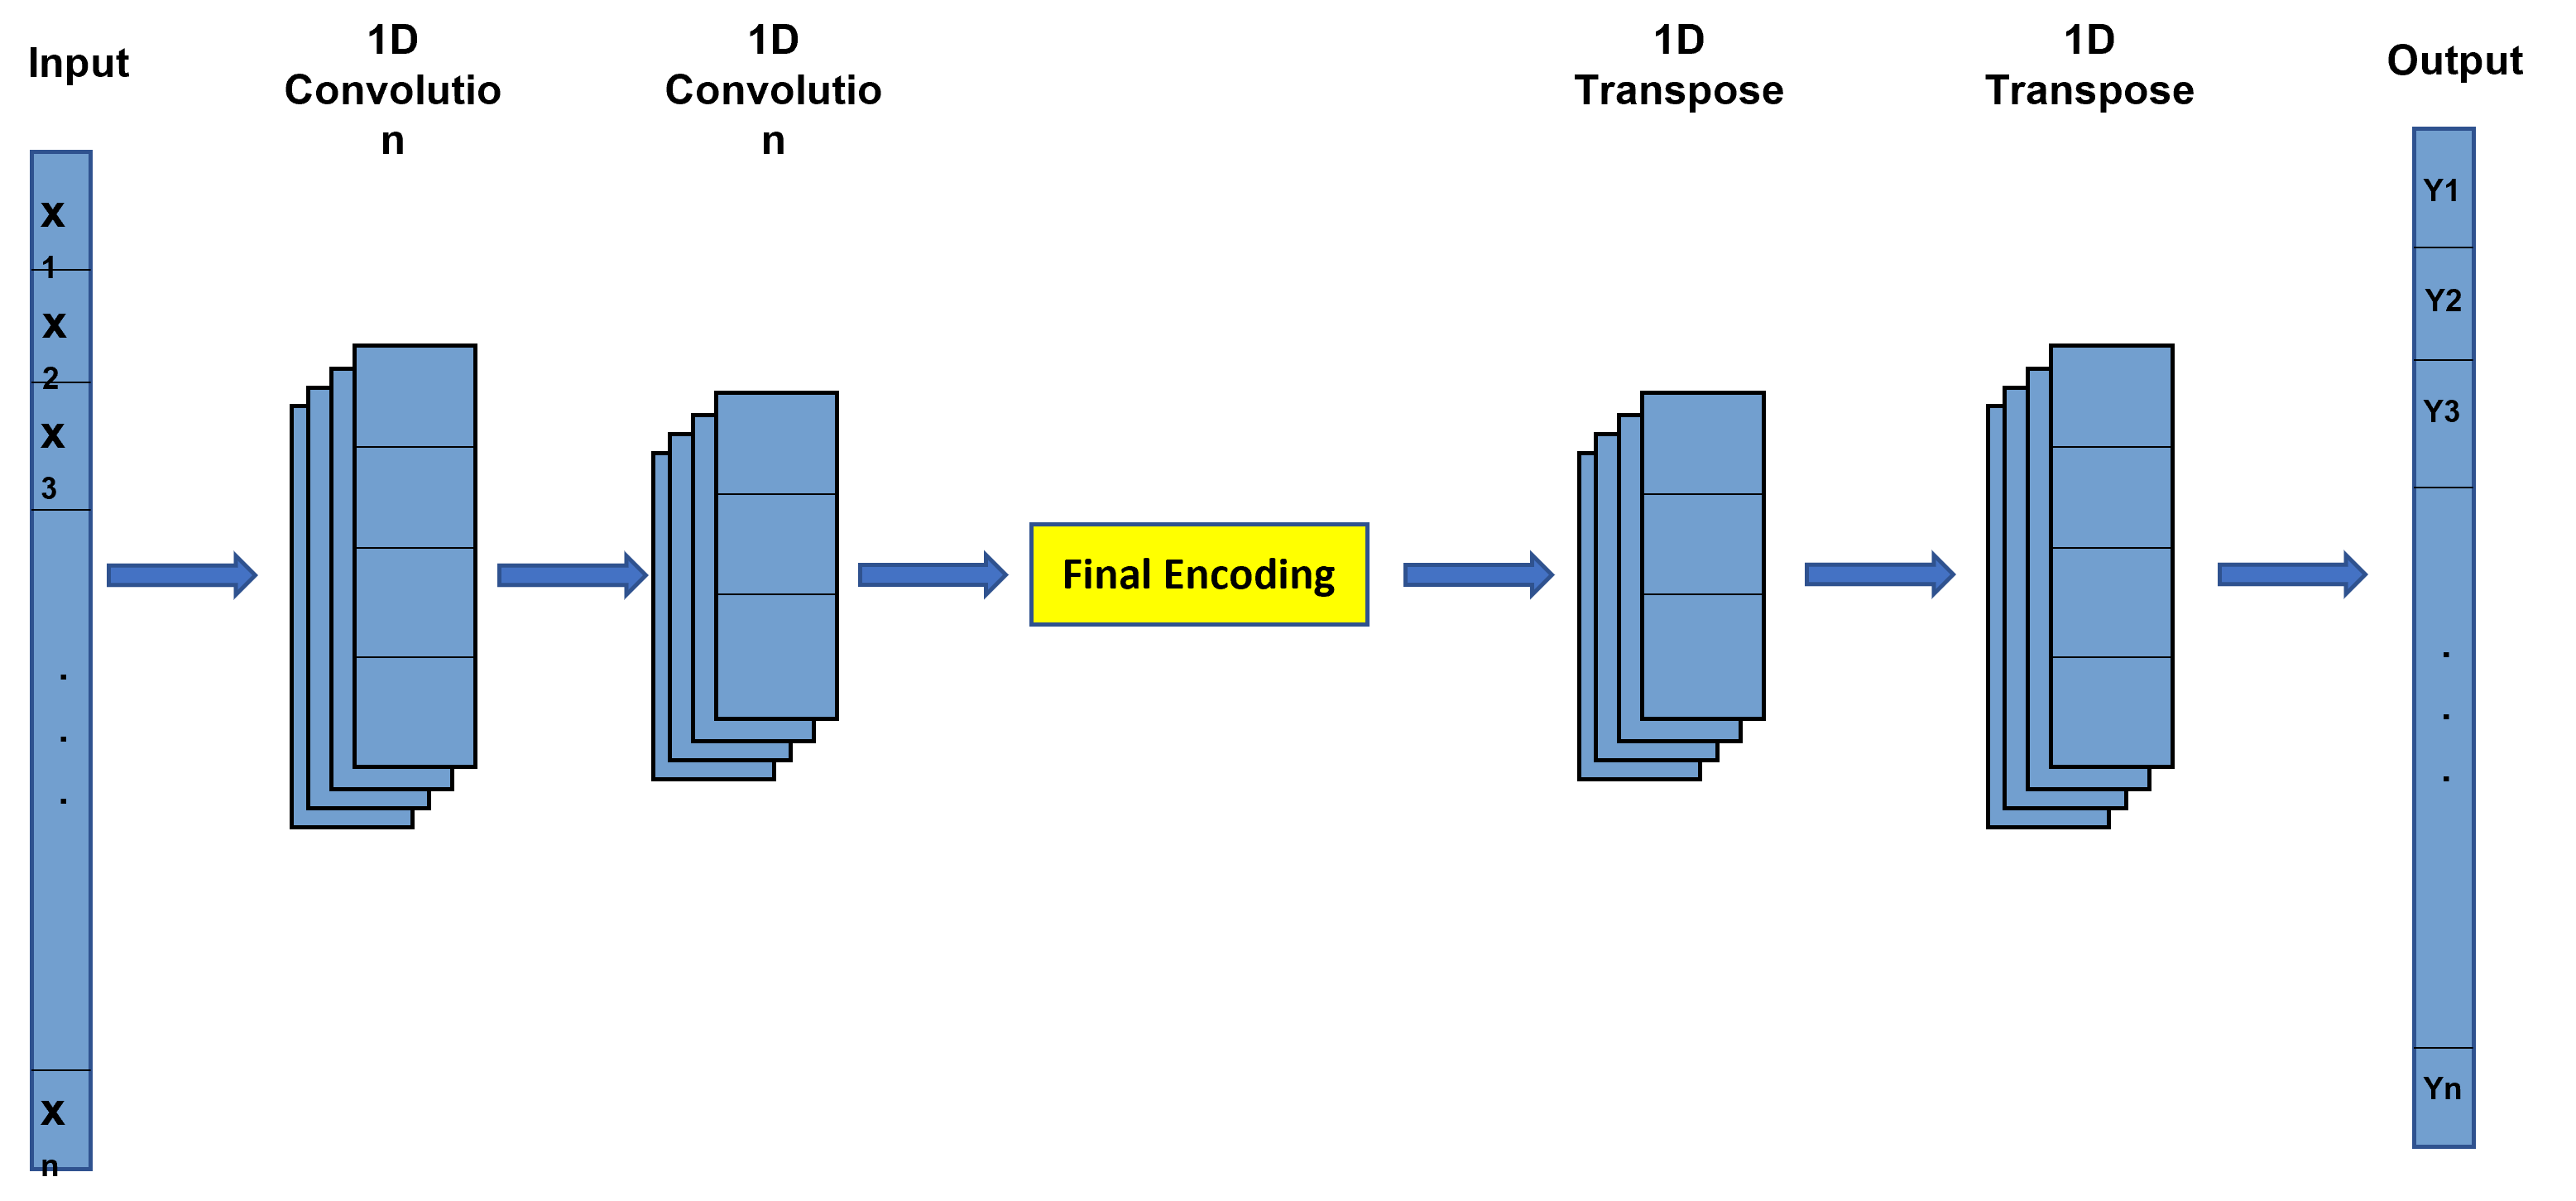 Input
1D
Convolutio
n
1D
Convolutio
n
1D
Transpose
1D
Transpose
Output
x
1
x
2
x
3
.
.
.
x
n
Final Encoding
Y1
Y2
Y3
.
.
.
Yn